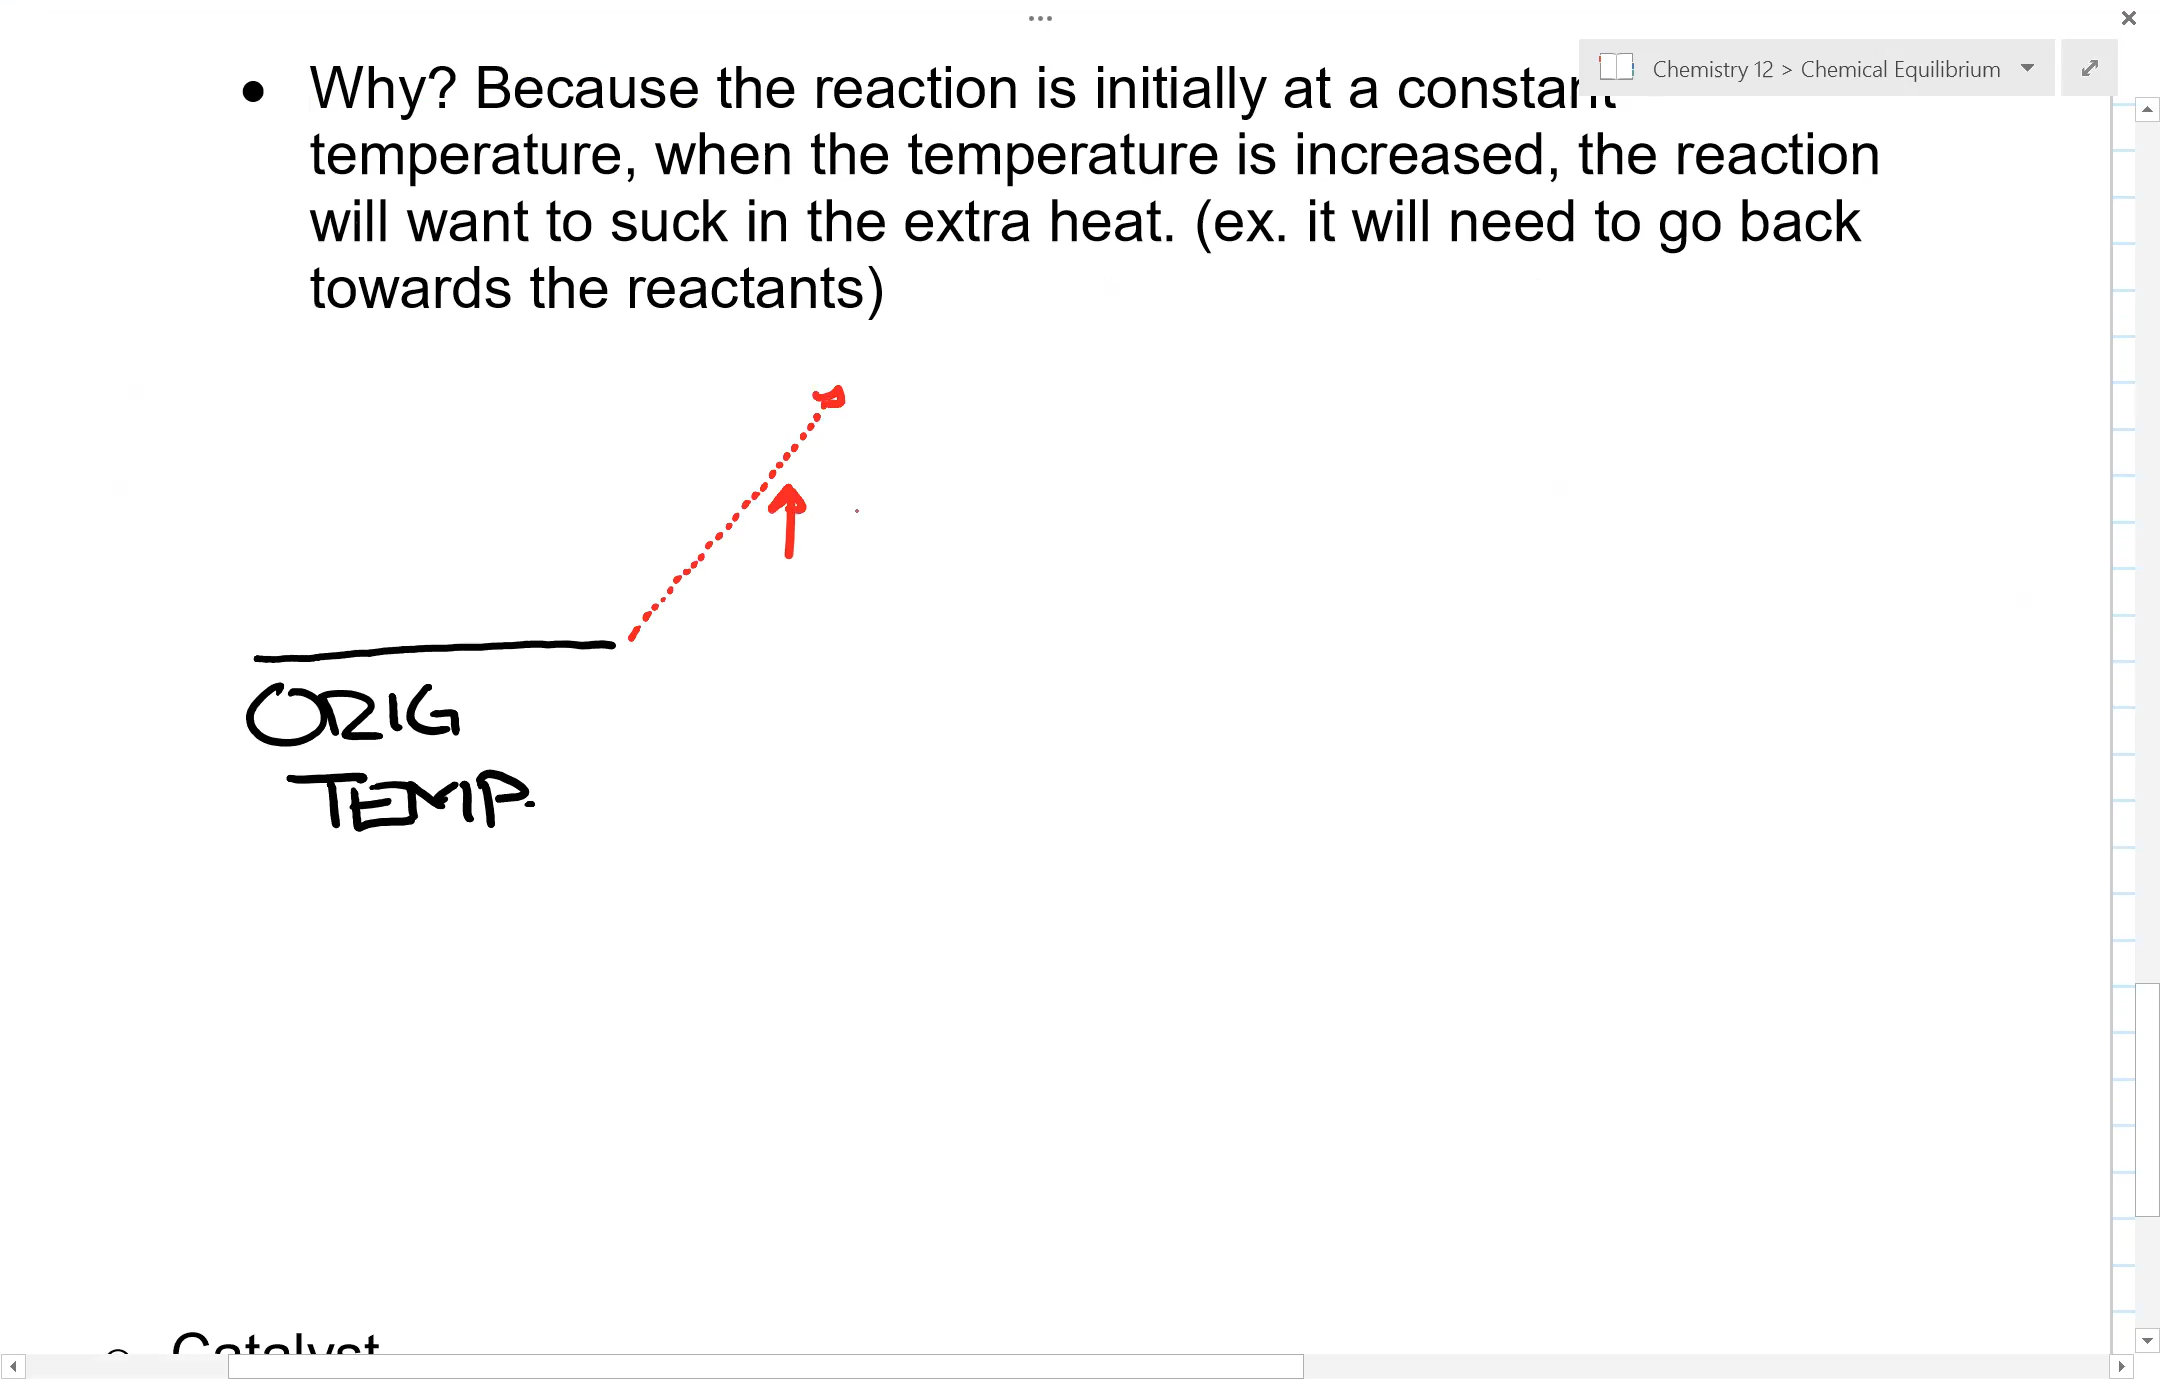 Chemistry 12 > Chemical Equilibrium
● Why? Because the reaction is initially at a constant
temperature, when the temperature is increased, the reaction
will want to suck in the extra heat. (ex. it will need to go back
towards the reactants)
ORIG
TEMP.
Catalyst